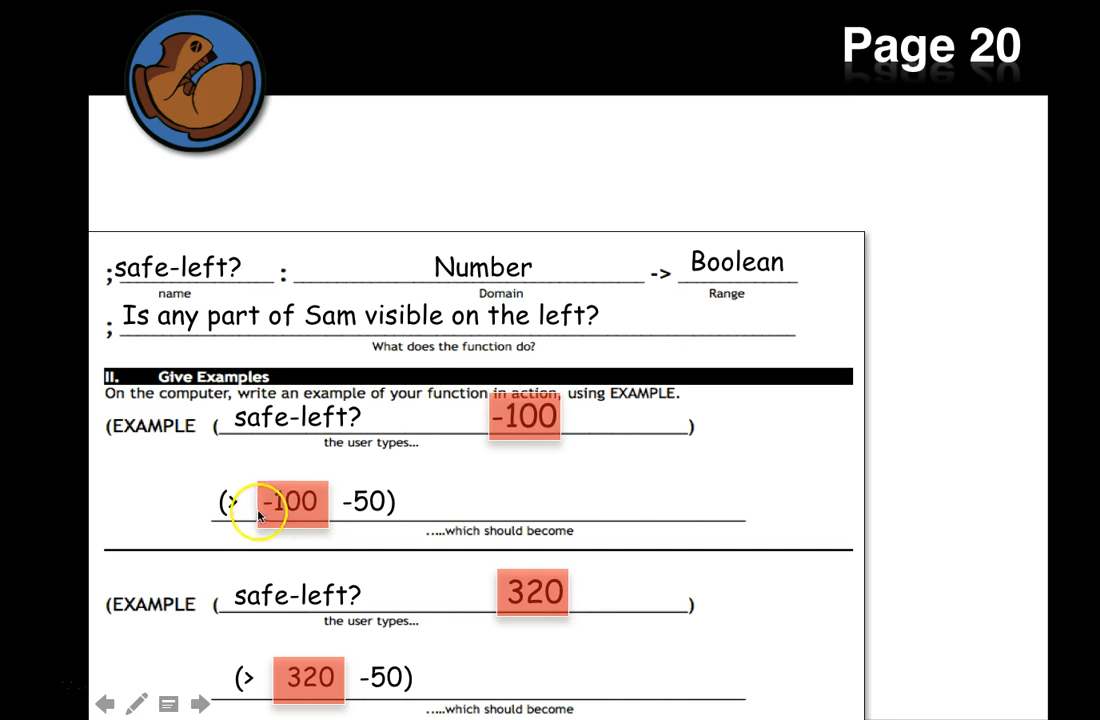 Page 20
;safe-left? : Number -> Boolean
name Domain Range
; Is any part of Sam visible on the left?
What does the function do?
II. Give Examples
On the computer, write an example of your function in action, using EXAMPLE.
(EXAMPLE ( safe-left? -100 )
the user types...
(> -100 -50)
.....which should become
(EXAMPLE ( safe-left? 320 )
the user types...
(> 320 -50)
.....which should become